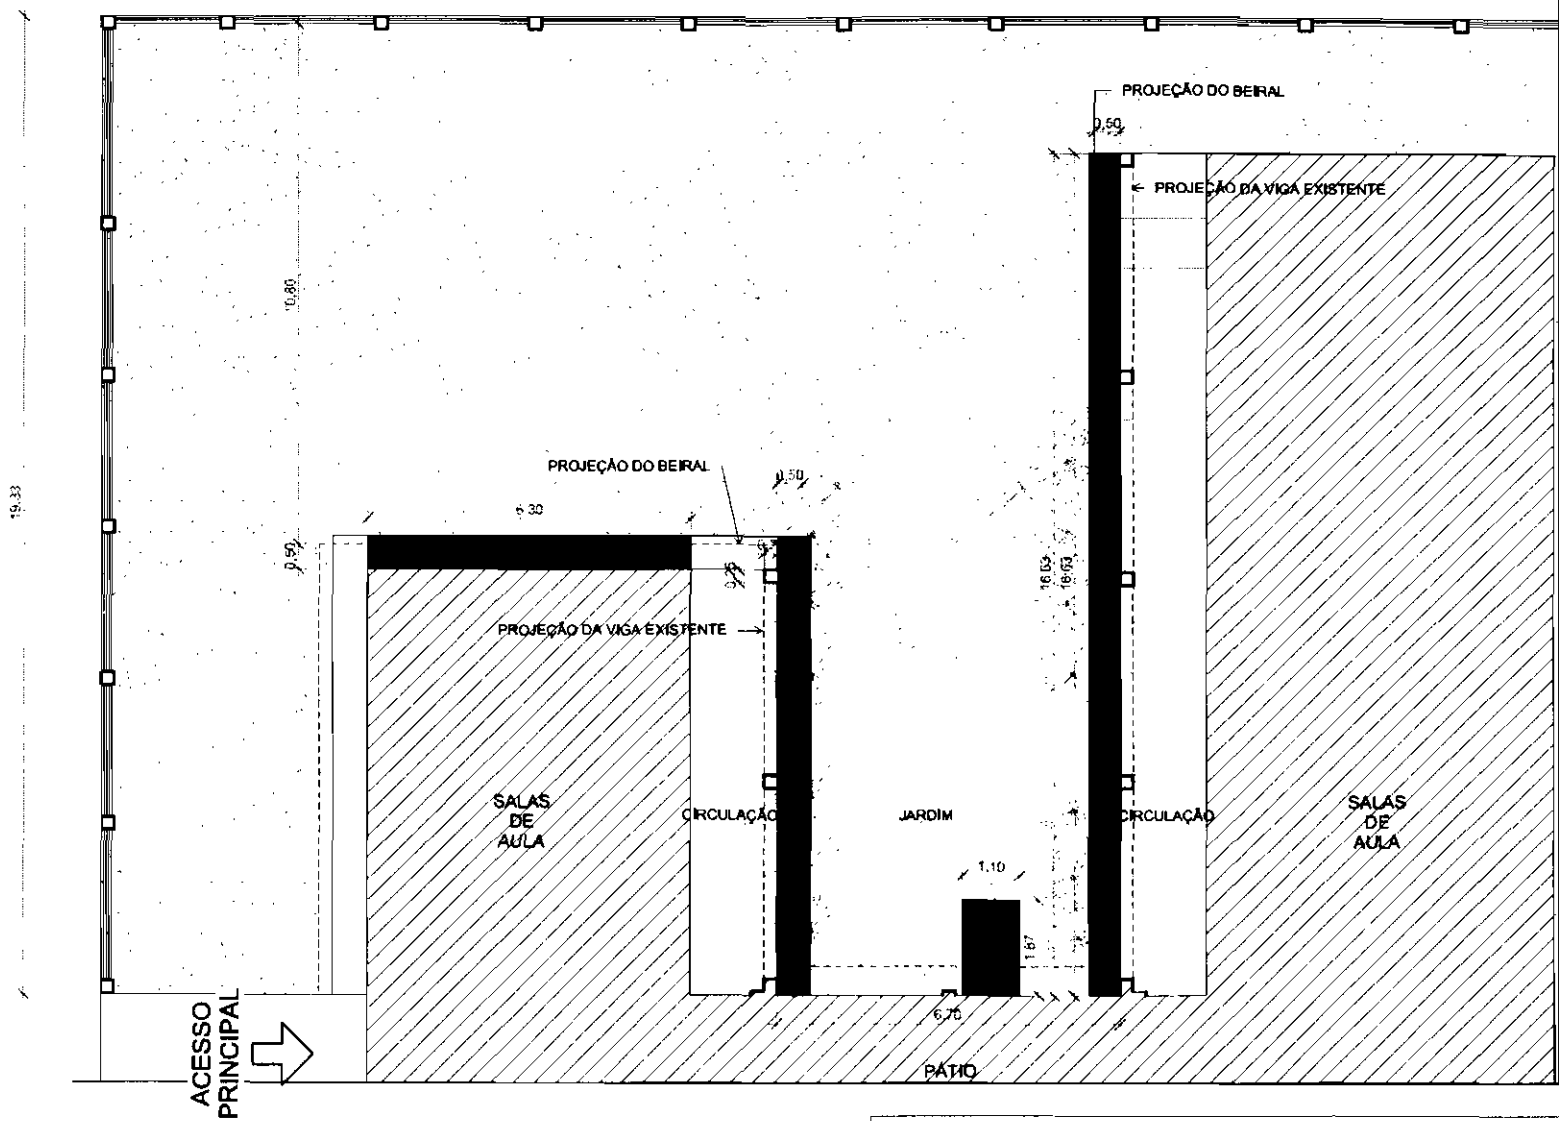 PROJEÇÃO DO BEIRAL
0,50
PROJEÇÃO DA VIGA EXISTENTE
10,80
PROJEÇÃO DO BEIRAL
0,50
19,33
6,30
0,50
0,25
16,63
16,63
PROJEÇÃO DA VIGA EXISTENTE
SALAS
DE
AULA
CIRCULAÇÃO
JARDIM
CIRCULAÇÃO
SALAS
DE
AULA
1,10
1,87
6,70
ACESSO
PRINCIPAL
PÁTIO